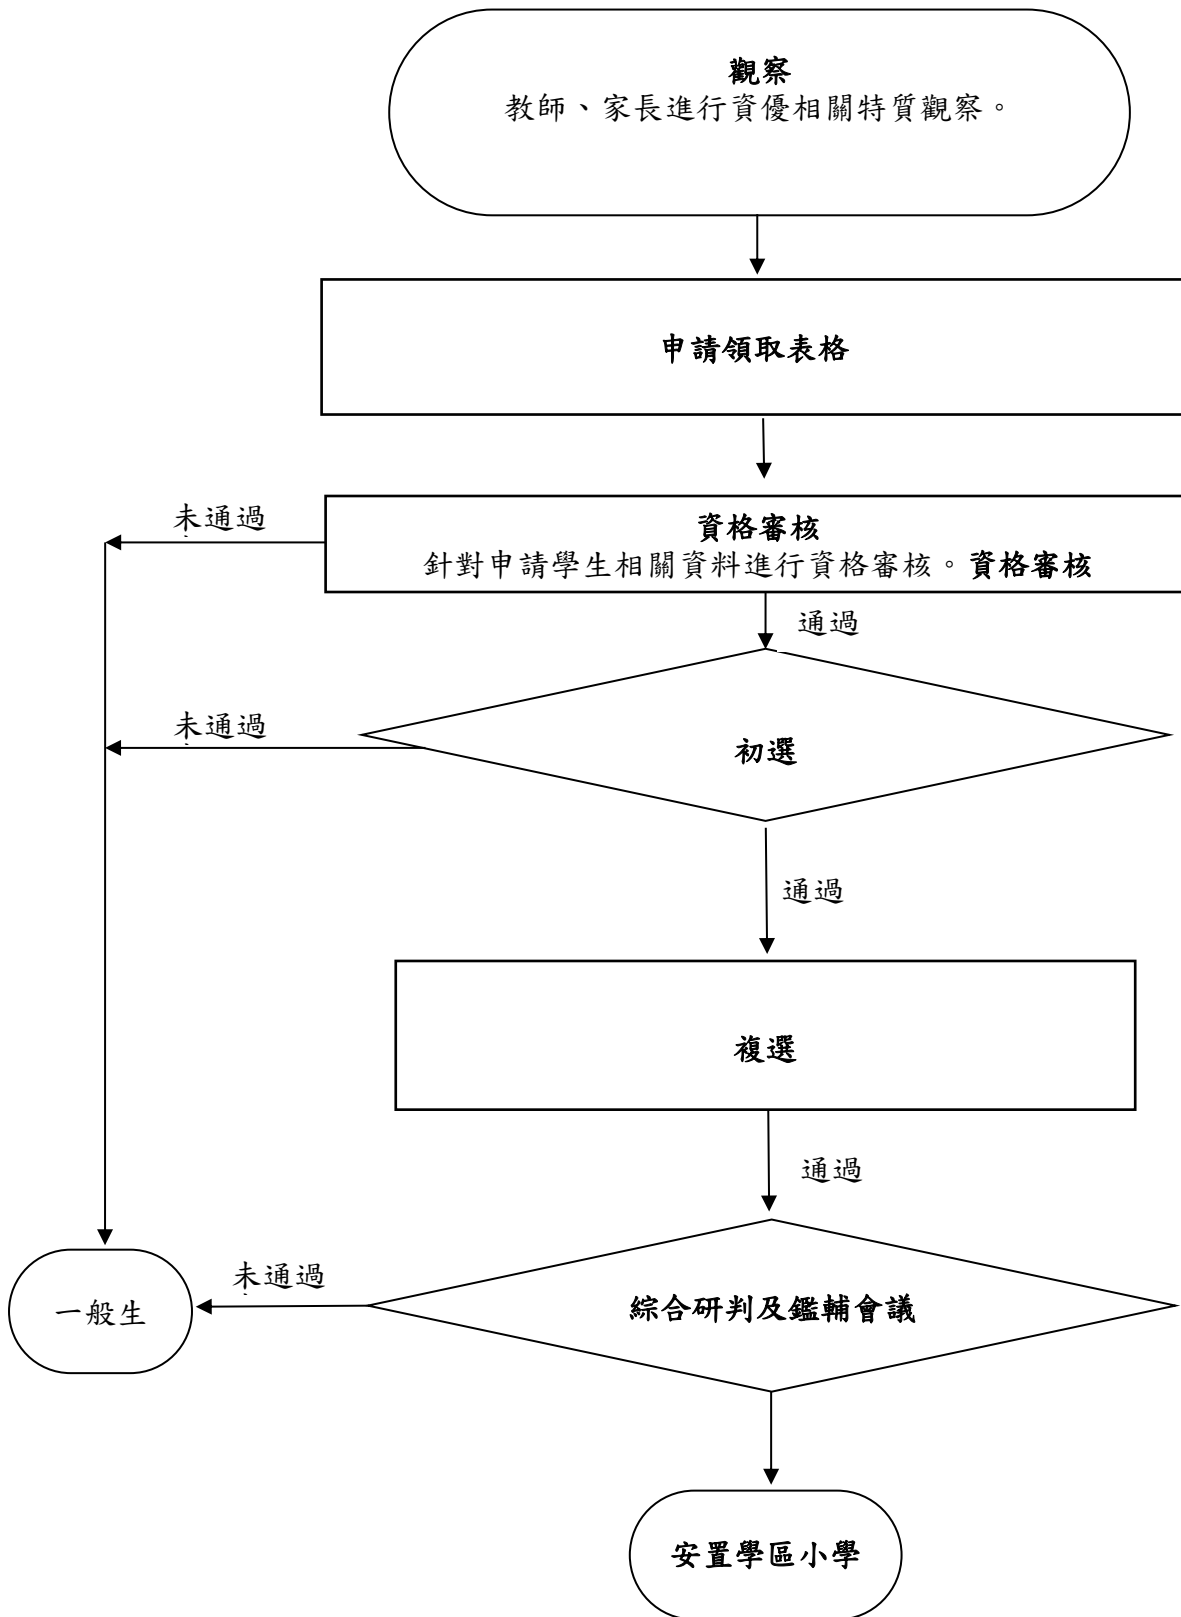 觀察
教師、家長進行資優相關特質觀察。
申請領取表格
未通過
資格審核
針對申請學生相關資料進行資格審核。資格審核
通過
未通過
初選
通過
複選
通過
未通過
一般生
綜合研判及鑑輔會議
安置學區小學